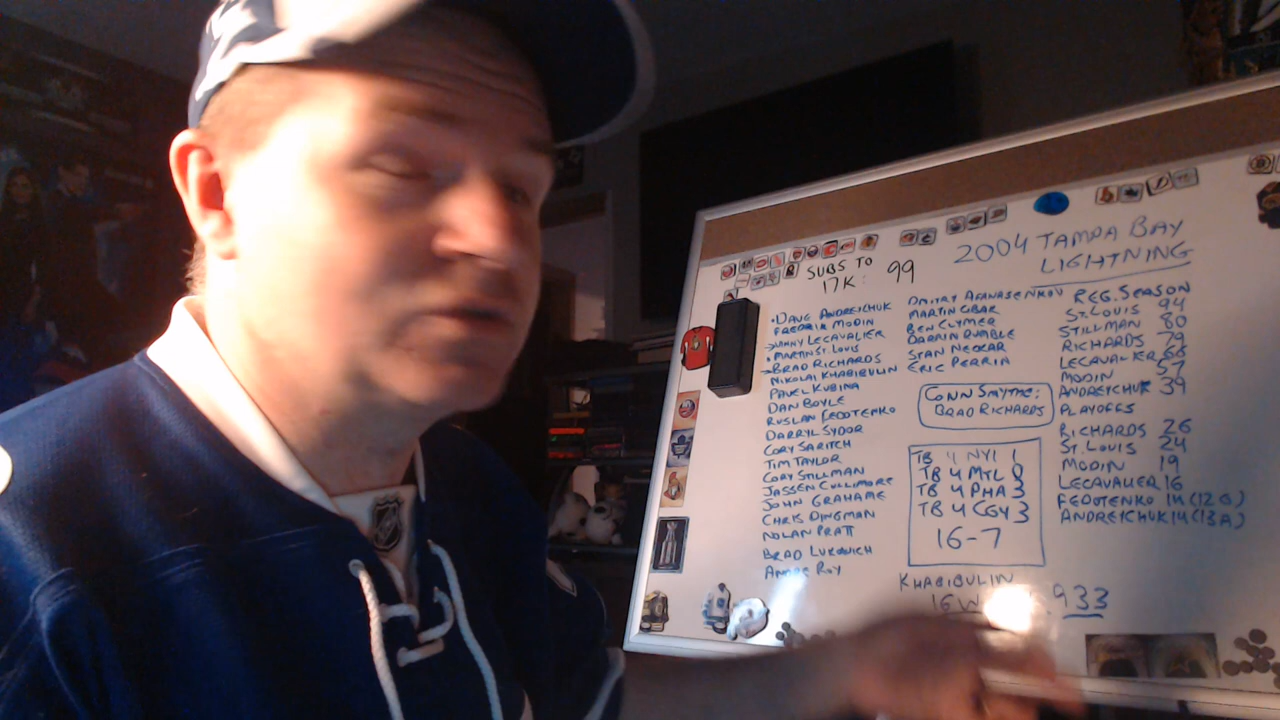 SUBS TO
17K: 99
2004 TAMPA BAY
LIGHTNING
• DAVE ANDREYCHUK
FREDRIK MODIN
→ VINNY LECAVALIER
• MARTIN ST. LOUIS
→ BRAD RICHARDS
NIKOLAI KHABIBULIN
PAVEL KUBINA
DAN BOYLE
RUSLAN FEDOTENKO
DARRYL SYDOR
CORY SARITCH
TIM TAYLOR
CORY STILLMAN
JASSEN CULLIMORE
JOHN GRAHAME
CHRIS DINGMAN
NOLAN PRATT
BRAD LUKOWICH
ANDRE ROY
DMITRY AFANASENKOV
MARTIN CIBAK
BEN CLYMER
DARREN RUMBLE
STAN NECKAR
ERIC PERRIN
CONN SMYTHE:
BRAD RICHARDS
TB 4 NYI 1
TB 4 MTL 0
TB 4 PHA 3
TB 4 CGY 3
16-7
KHABIBULIN
16W .933
REG. SEASON
ST. LOUIS 94
STILLMAN 80
RICHARDS 79
LECAVALIER 66
MODIN 57
ANDREYCHUK 39
PLAYOFFS
RICHARDS 26
ST. LOUIS 24
MODIN 19
LECAVALIER 16
FEDOTENKO 14 (12G)
ANDREYCHUK 14 (13A)
NHL